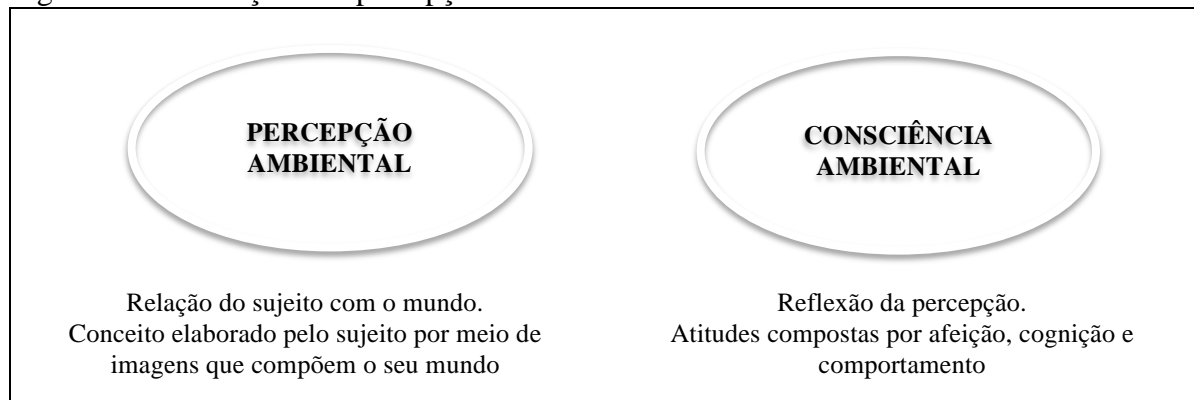 PERCEPÇÃO
AMBIENTAL
CONSCIÊNCIA
AMBIENTAL
Relação do sujeito com o mundo.
Conceito elaborado pelo sujeito por meio de
imagens que compõem o seu mundo
Reflexão da percepção.
Atitudes compostas por afeição, cognição e
comportamento